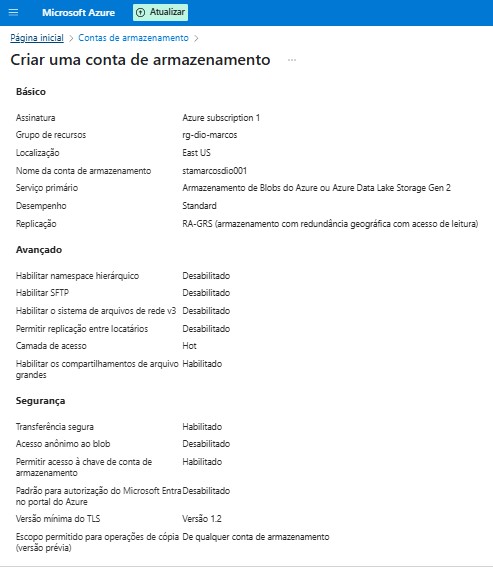 Microsoft Azure Atualizar
Página inicial > Contas de armazenamento >
Criar uma conta de armazenamento ...
Básico
Assinatura Azure subscription 1
Grupo de recursos rg-dio-marcos
Localização East US
Nome da conta de armazenamento stamarcosdio001
Serviço primário Armazenamento de Blobs do Azure ou Azure Data Lake Storage Gen 2
Desempenho Standard
Replicação RA-GRS (armazenamento com redundância geográfica com acesso de leitura)
Avançado
Habilitar namespace hierárquico Desabilitado
Habilitar SFTP Desabilitado
Habilitar o sistema de arquivos de rede v3 Desabilitado
Permitir replicação entre locatários Desabilitado
Camada de acesso Hot
Habilitar os compartilhamentos de arquivo Habilitado
grandes
Segurança
Transferência segura Habilitado
Acesso anônimo ao blob Desabilitado
Permitir acesso à chave de conta de Habilitado
armazenamento
Padrão para autorização do Microsoft Entra Desabilitado
no portal do Azure
Versão mínima do TLS Versão 1.2
Escopo permitido para operações de cópia De qualquer conta de armazenamento
(versão prévia)